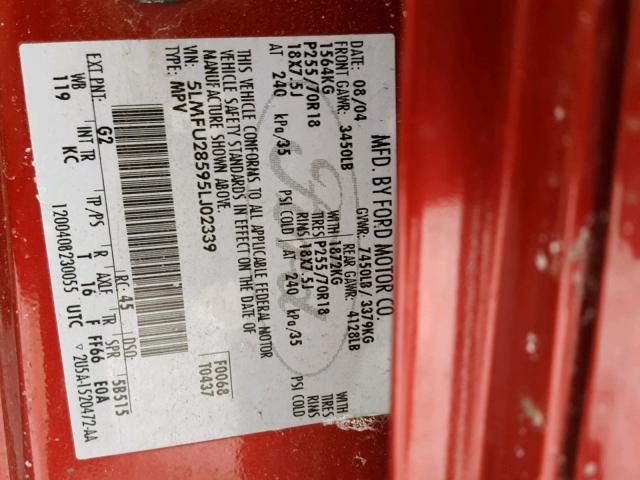 MFD. BY FORD MOTOR CO.
08/04 GVWR: 7450LB / 3379KG
FRONT GAWR: 3450LB REAR GAWR: 4128LB
1564KG 1872KG WITH
P255/70R18 TIRES P255/70R18 TIRES
18X7.5J RIMS 18X7.5J RIMS
AT 240 kPa/35 PSI COLD AT 240 kPa/35 PSI COLD
THIS VEHICLE CONFORMS TO ALL APPLICABLE FEDERAL MOTOR
VEHICLE SAFETY STANDARDS IN EFFECT ON THE DATE OF
MANUFACTURE SHOWN ABOVE.
VIN: 5LMFU28595LJ02339 F0068
TYPE: MPV T0437
EXT PNT: G2 RC: 45 DSO: 5B515
WB INT TR TP/PS R AXLE TR SPR
119 KC T 16 F FF66 E0A
1200408230055 UTC ▽ 2U5A-1520472-AA